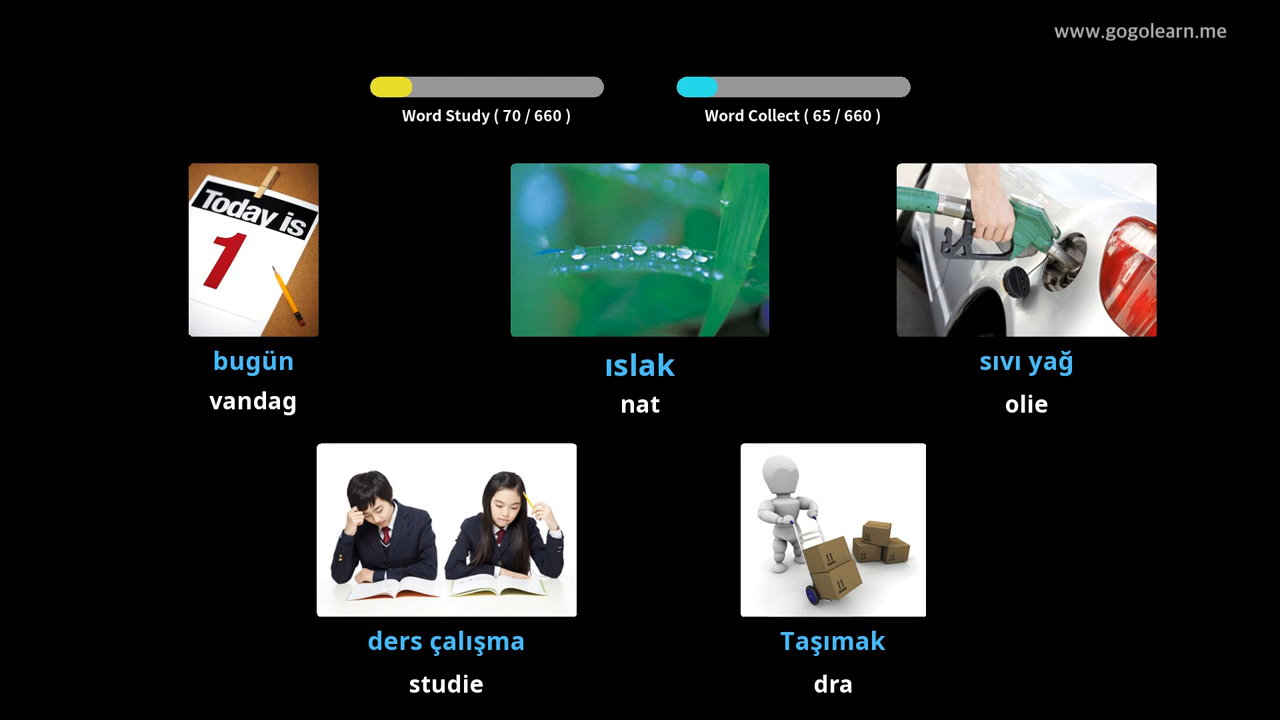 www.gogolearn.me
Word Study ( 70 / 660 )
Word Collect ( 65 / 660 )
Today is
1
bugün
vandag
ıslak
nat
sıvı yağ
olie
ders çalışma
studie
Taşımak
dra